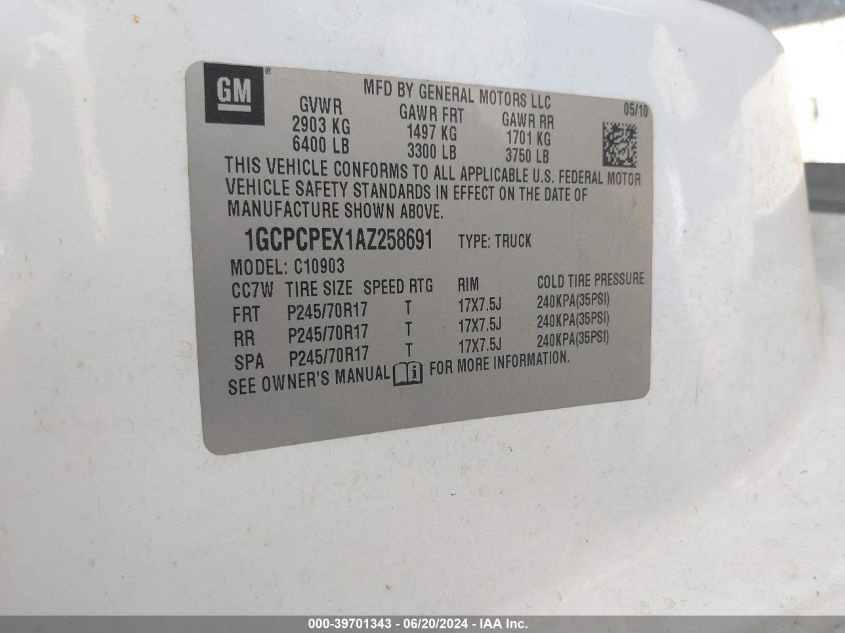 GM®
MFD BY GENERAL MOTORS LLC
05/10
GVWR GAWR FRT GAWR RR
2903 KG 1497 KG 1701 KG
6400 LB 3300 LB 3750 LB
THIS VEHICLE CONFORMS TO ALL APPLICABLE U.S. FEDERAL MOTOR
VEHICLE SAFETY STANDARDS IN EFFECT ON THE DATE OF
MANUFACTURE SHOWN ABOVE.
1GCPCPEX1AZ258691 TYPE: TRUCK
MODEL: C10903
CC7W TIRE SIZE SPEED RTG RIM COLD TIRE PRESSURE
FRT P245/70R17 T 17X7.5J 240KPA(35PSI)
RR P245/70R17 T 17X7.5J 240KPA(35PSI)
SPA P245/70R17 T 17X7.5J 240KPA(35PSI)
SEE OWNER'S MANUAL i FOR MORE INFORMATION.
000-39701343 - 06/20/2024 - IAA Inc.